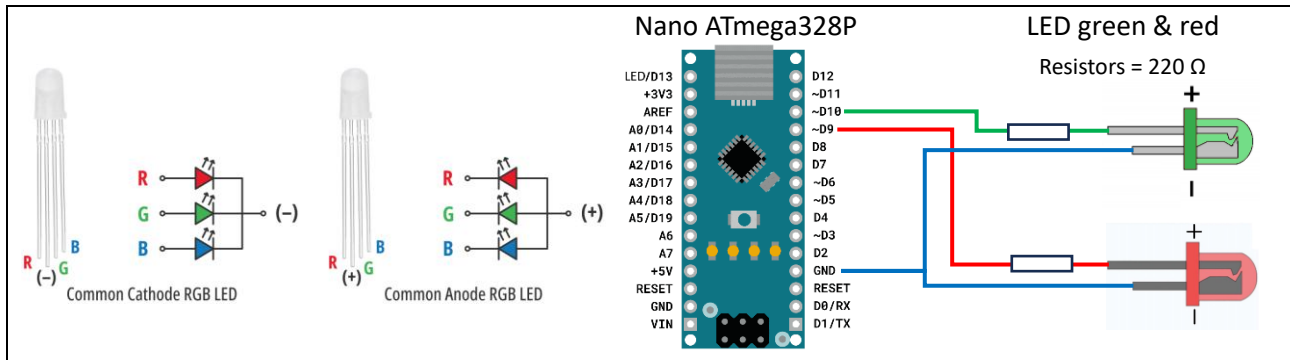 Nano ATmega328P
LED green & red
Resistors = 220 Ω
R
G
B
(–)
R
(–)
G
B
Common Cathode RGB LED
R
G
B
(+)
R
(+)
G
B
Common Anode RGB LED
LED/D13
+3V3
AREF
A0/D14
A1/D15
A2/D16
A3/D17
A4/D18
A5/D19
A6
A7
+5V
RESET
GND
VIN
D12
~D11
~D10
~D9
D8
D7
~D6
~D5
D4
~D3
D2
GND
RESET
D0/RX
D1/TX
+
–
+
–